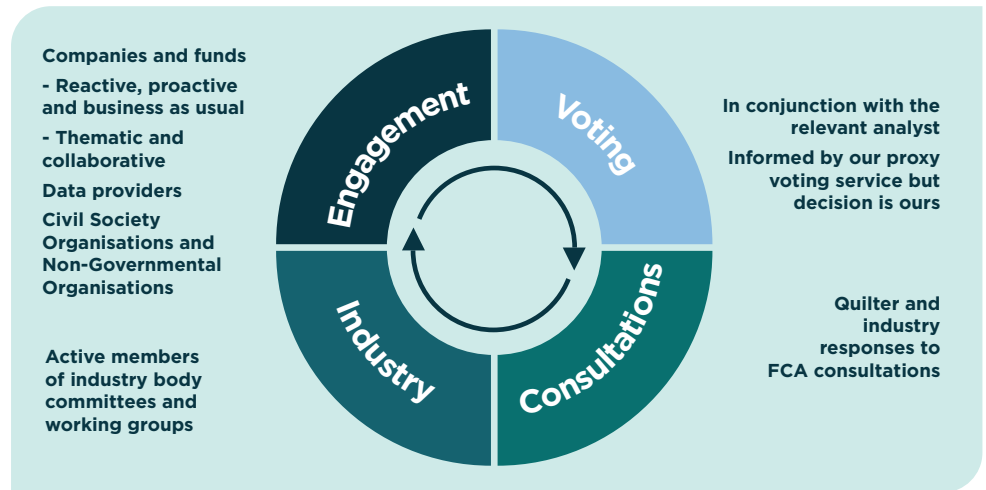 Companies and funds
- Reactive, proactive
and business as usual
- Thematic and
collaborative
Data providers
Civil Society
Organisations and
Non-Governmental
Organisations
Engagement
Voting
In conjunction with the
relevant analyst
Informed by our proxy
voting service but
decision is ours
Active members
of industry body
committees and
working groups
Industry
Consultations
Quilter and
industry
responses to
FCA consultations